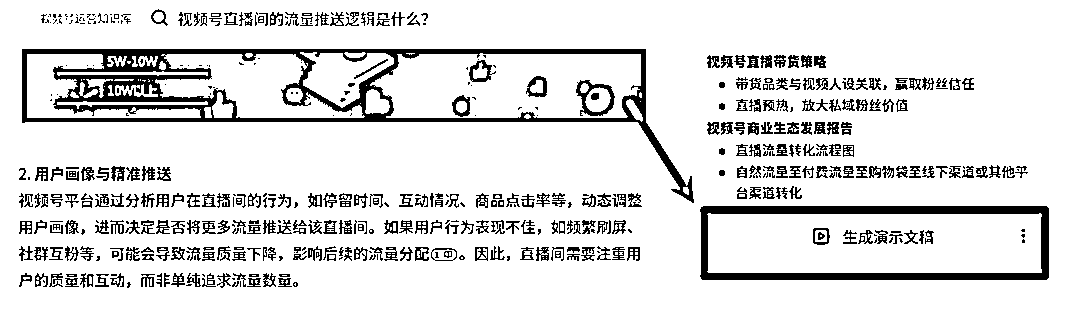 视频号运营知识库
视频号直播间的流量推送逻辑是什么?
5W-10W
10W以上
2. 用户画像与精准推送
视频号平台通过分析用户在直播间的行为，如停留时间、互动情况、商品点击率等，动态调整
用户画像，进而决定是否将更多流量推送给该直播间。如果用户行为表现不佳，如频繁刷屏、
社群互粉等，可能会导致流量质量下降，影响后续的流量分配。因此，直播间需要注重用
户的质量和互动，而非单纯追求流量数量。
视频号直播带货策略
• 带货品类与视频人设关联，赢取粉丝信任
• 直播预热，放大私域粉丝价值
视频号商业生态发展报告
• 直播流量转化流程图
• 自然流量至付费流量至购物袋至线下渠道或其他平
台渠道转化
生成演示文稿